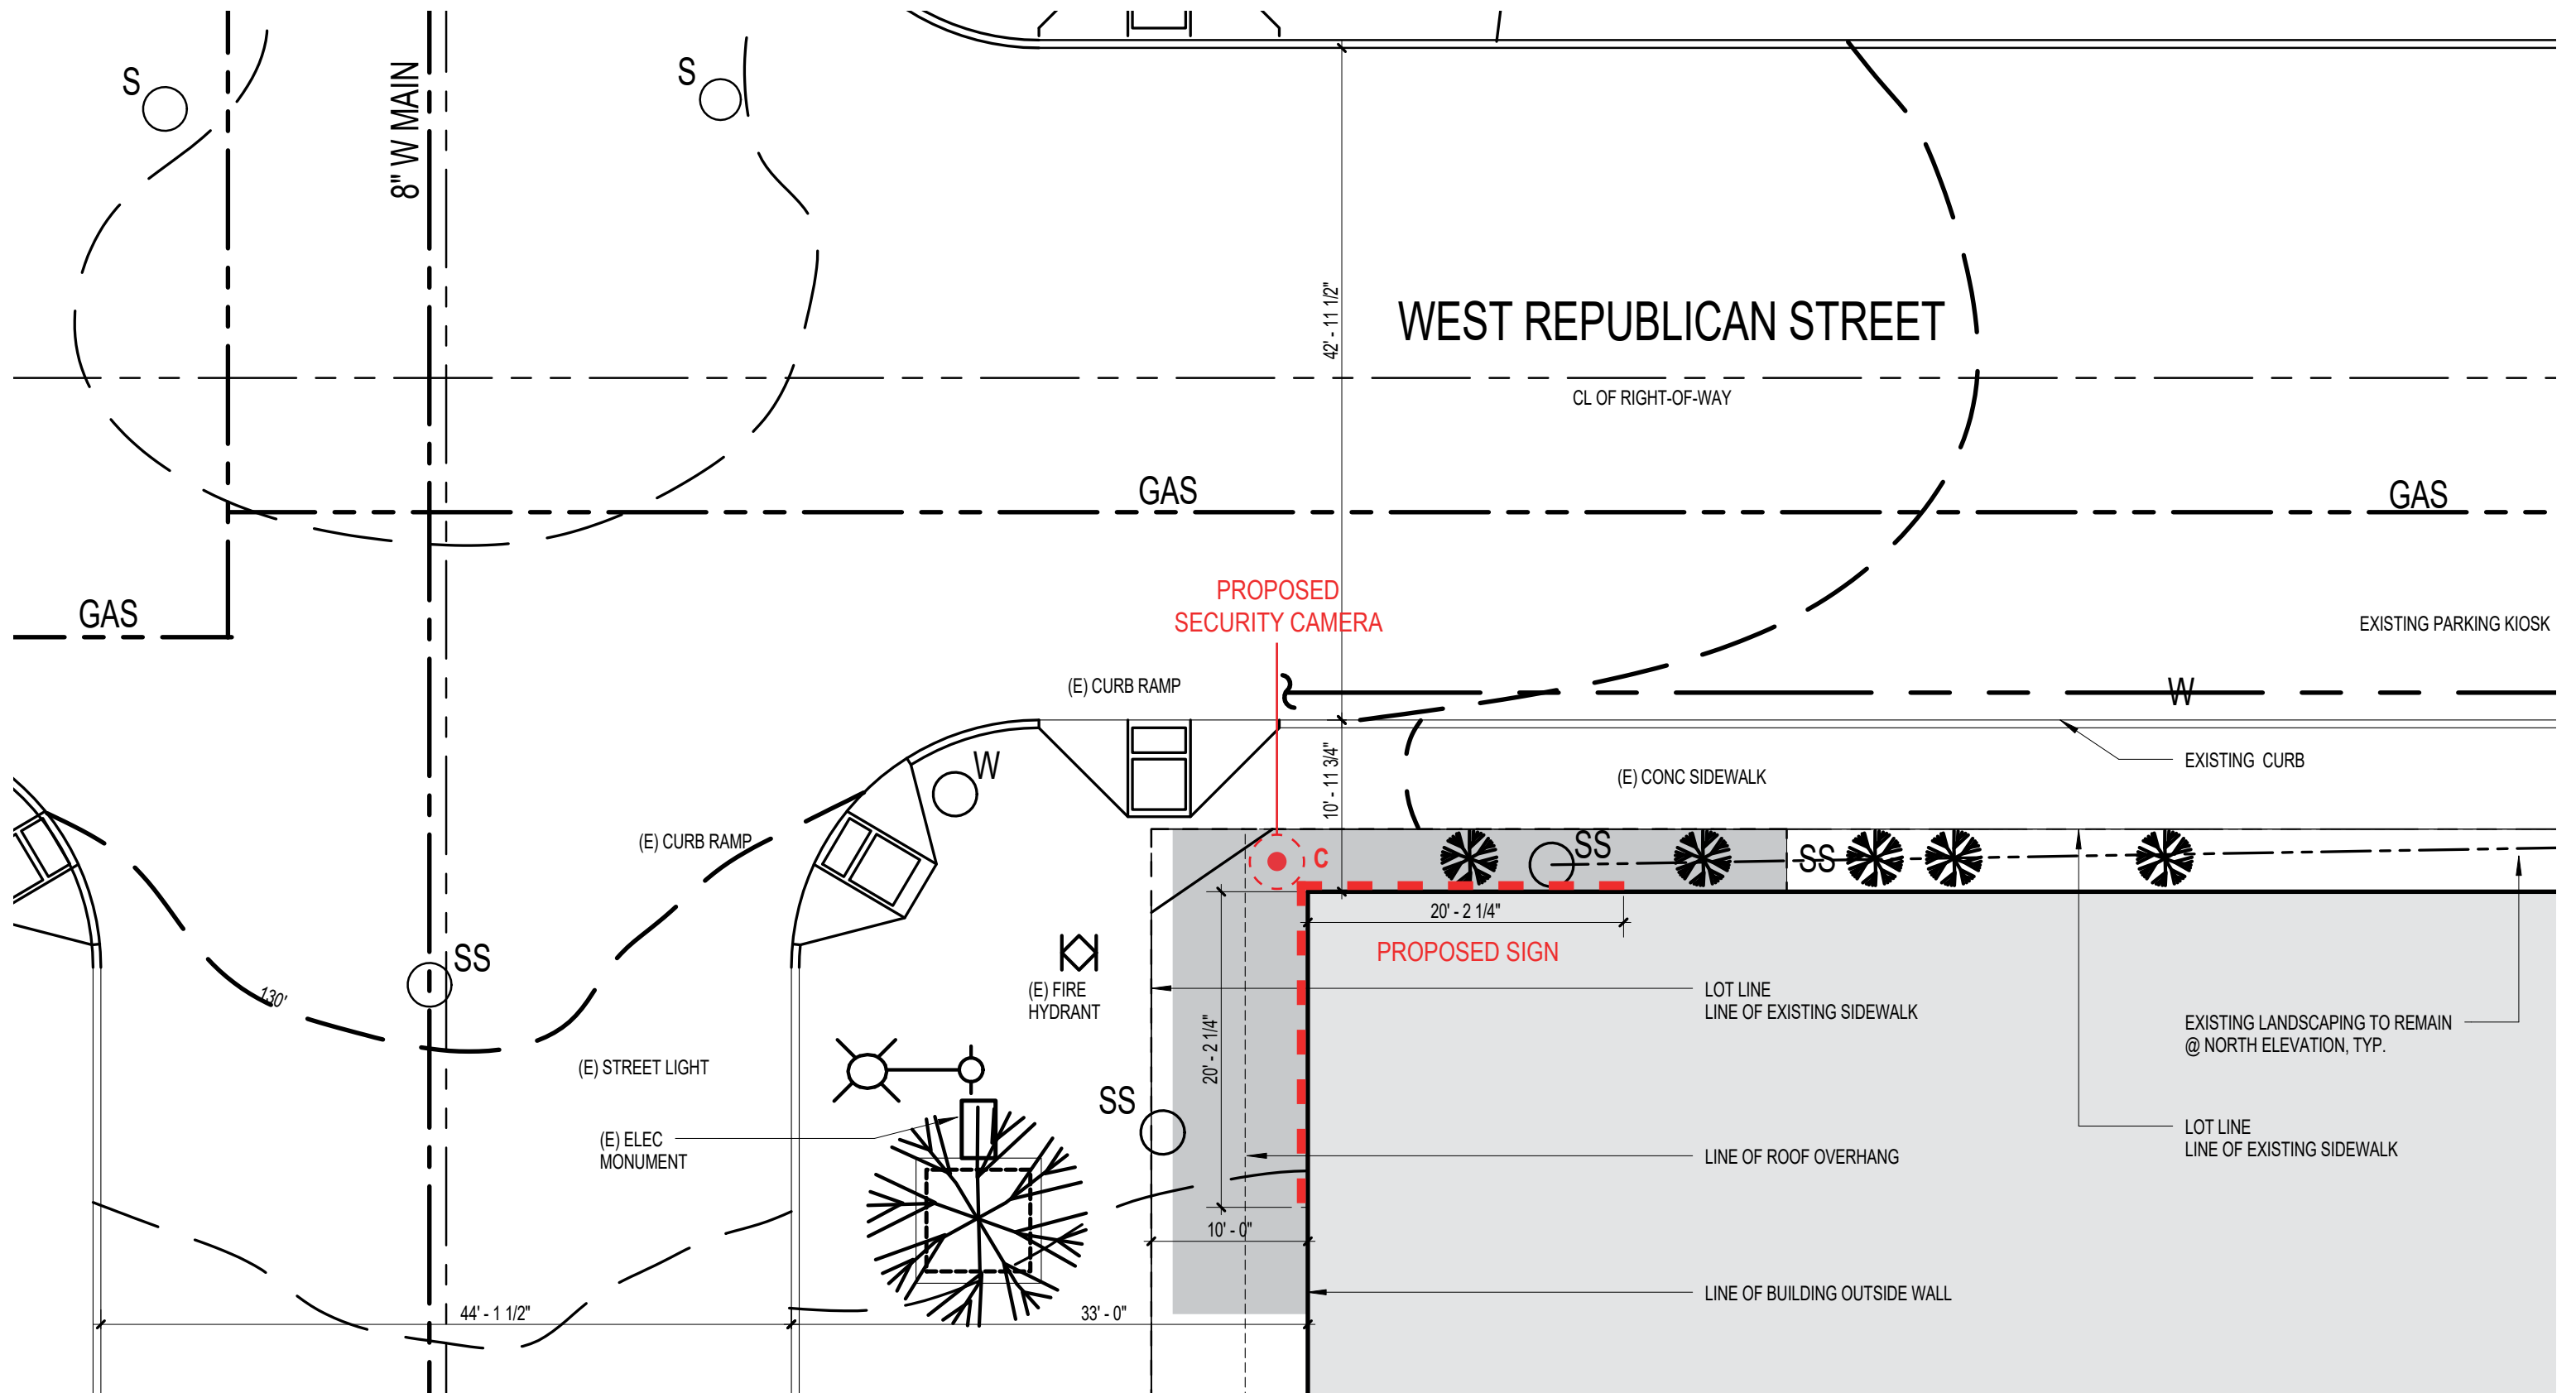 S
S
8" W MAIN
42' - 11 1/2"
WEST REPUBLICAN STREET
CL OF RIGHT-OF-WAY
GAS
GAS
GAS
PROPOSED
SECURITY CAMERA
EXISTING PARKING KIOSK
(E) CURB RAMP
W
W
10' - 11 3/4"
(E) CONC SIDEWALK
EXISTING CURB
(E) CURB RAMP
C
SS
SS
20' - 2 1/4"
PROPOSED SIGN
SS
130'
(E) FIRE
HYDRANT
LOT LINE
LINE OF EXISTING SIDEWALK
EXISTING LANDSCAPING TO REMAIN
@ NORTH ELEVATION, TYP.
20' - 2 1/4"
(E) STREET LIGHT
SS
(E) ELEC
MONUMENT
LINE OF ROOF OVERHANG
LOT LINE
LINE OF EXISTING SIDEWALK
10' - 0"
LINE OF BUILDING OUTSIDE WALL
44' - 1 1/2"
33' - 0"